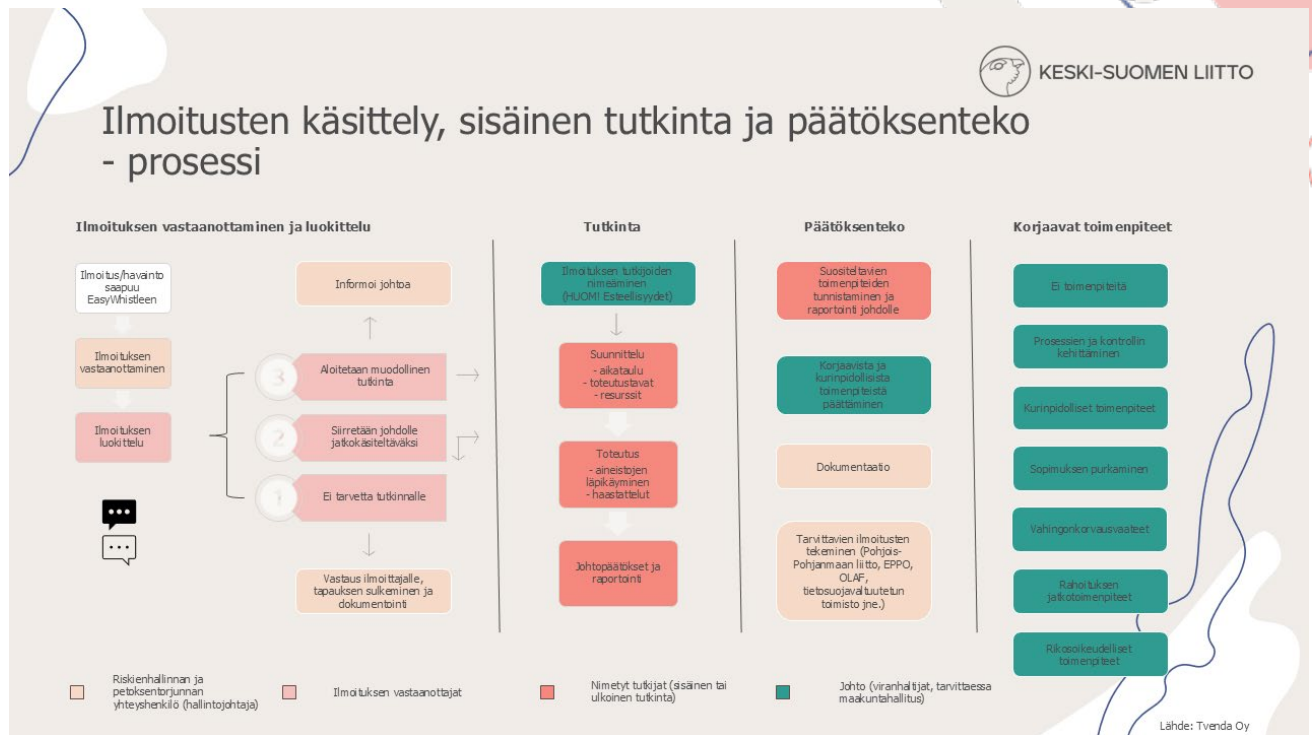 KESKI-SUOMEN LIITTO
Ilmoitusten käsittely, sisäinen tutkinta ja päätöksenteko
- prosessi
Ilmoituksen vastaanottaminen ja luokittelu
Ilmoitus/havainto
saapuu
EasyWhistleen
Ilmoituksen
vastaanottaminen
Ilmoituksen
luokittelu
Informoi johtoa
3
Aloitetaan muodollinen
tutkinta
2
Siirretään johdolle
jatkokäsiteltäväksi
1
Ei tarvetta tutkinnalle
Vastaus ilmoittajalle,
tapauksen sulkeminen ja
dokumentointi
Tutkinta
Ilmoituksen tutkijoiden
nimeäminen
(HUOM! Esteellisyydet)
Suunnittelu
- aikataulu
- toteutustavat
- resurssit
Toteutus
- aineistojen
läpikäyminen
- haastattelut
Johtopäätökset ja
raportointi
Päätöksenteko
Suositeltavien
toimenpiteiden
tunnistaminen ja
raportointi johdolle
Korjaavista ja
kurinpidollisista
toimenpiteistä
päättäminen
Dokumentaatio
Tarvittavien ilmoitusten
tekeminen (Pohjois-
Pohjanmaan liitto, EPPO,
OLAF,
tietosuojavaltuutetun
toimisto jne.)
Korjaavat toimenpiteet
Ei toimenpiteitä
Prosessien ja kontrollin
kehittäminen
Kurinpidolliset toimenpiteet
Sopimuksen purkaminen
Vahingonkorvausvaateet
Rahoituksen
jatkotoimenpiteet
Rikosoikeudelliset
toimenpiteet
Riskienhallinnan ja
petoksentorjunnan
yhteyshenkilö (hallintojohtaja)
Ilmoituksen vastaanottajat
Nimetyt tutkijat (sisäinen tai
ulkoinen tutkinta)
Johto (viranhaltijat, tarvittaessa
maakuntahallitus)
Lähde: Tvenda Oy